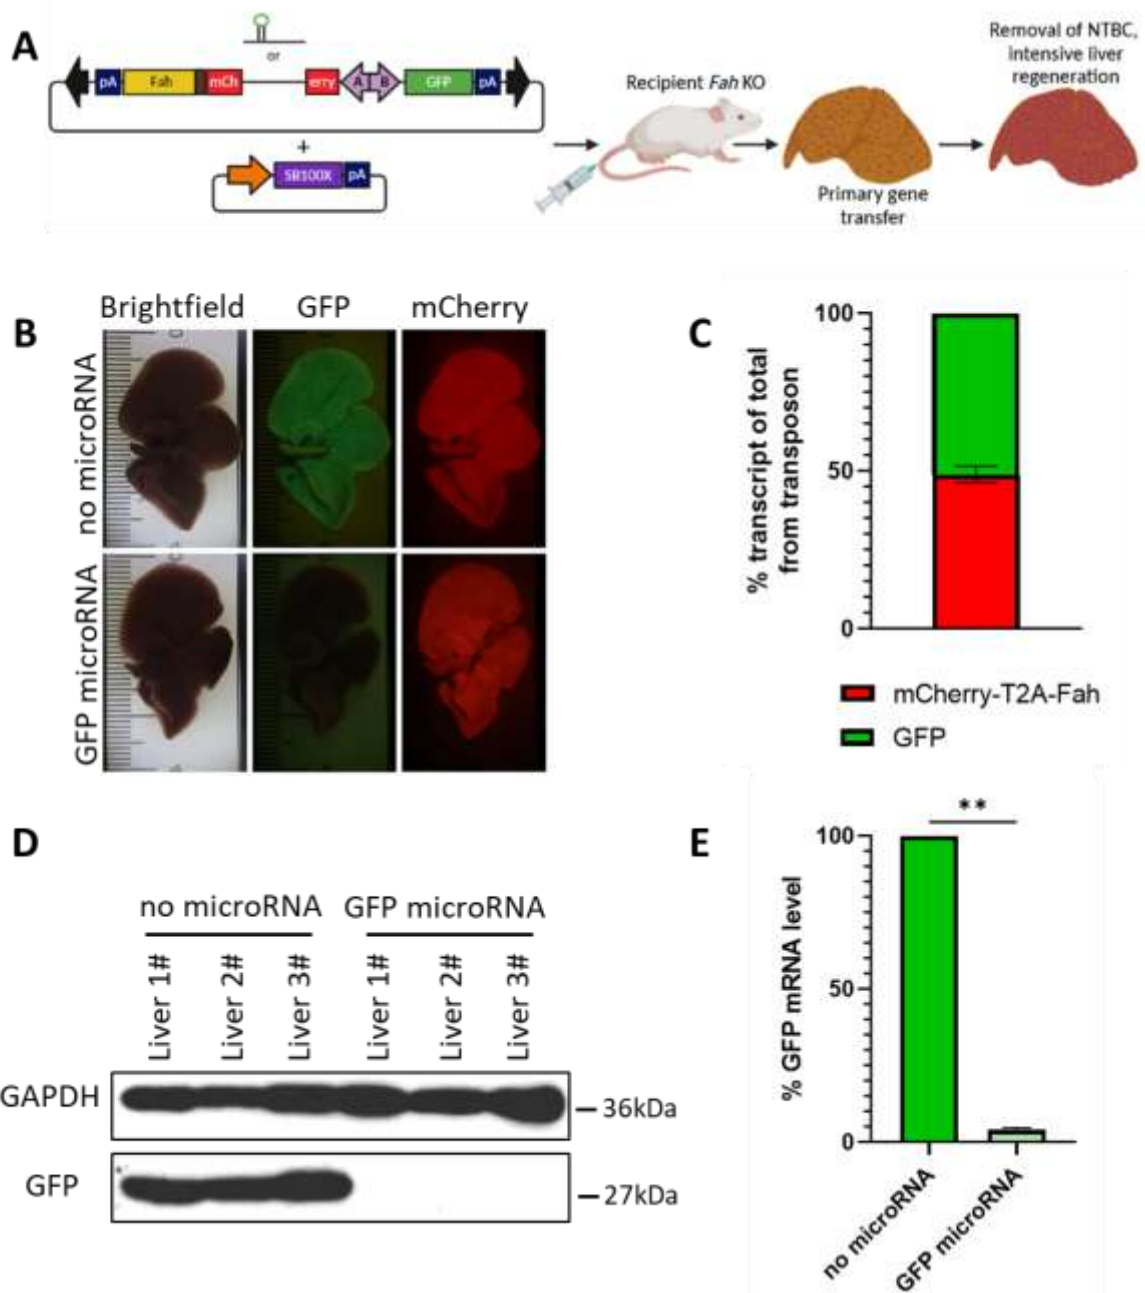 A
or
pA Fah mCh erry A B GFP pA
+
SB100X pA
Recipient Fah KO
Primary gene
transfer
Removal of NTBC,
intensive liver
regeneration
B
Brightfield GFP mCherry
no microRNA
GFP microRNA
C
% transcript of total
from transposon
100
50
0
mCherry-T2A-Fah
GFP
D
no microRNA GFP microRNA
Liver 1# Liver 2# Liver 3# Liver 1# Liver 2# Liver 3#
GAPDH
36kDa
GFP
27kDa
E
**
% GFP mRNA level
100
50
0
no microRNA
GFP microRNA